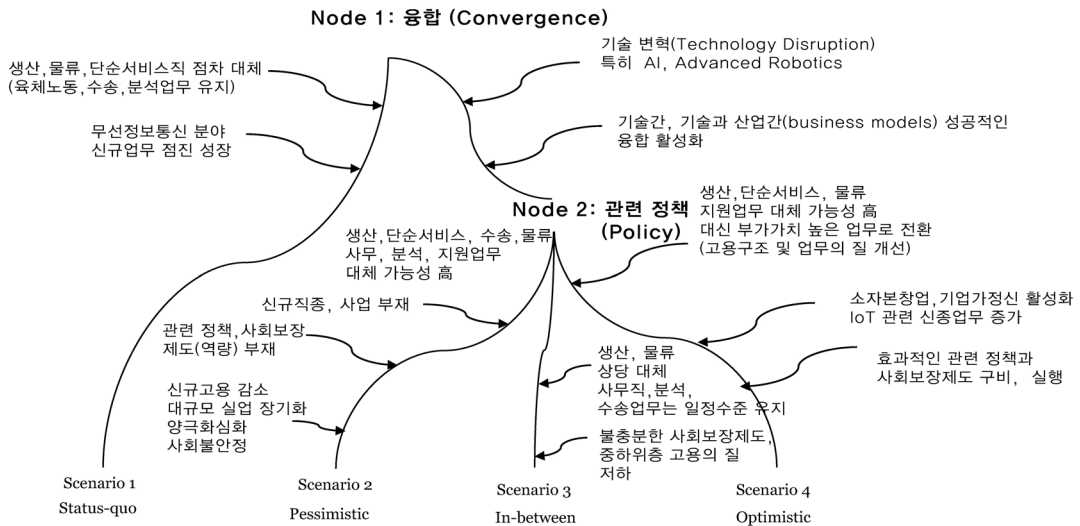 Node 1: 융합 (Convergence)
생산,물류,단순서비스직 점차 대체
(육체노동,수송,분석업무 유지)
무선정보통신 분야
신규업무 점진 성장
기술 변혁(Technology Disruption)
특히 AI, Advanced Robotics
기술간, 기술과 산업간(business models) 성공적인
융합 활성화
Node 2: 관련 정책
(Policy)
생산,단순서비스, 수송,물류
사무, 분석, 지원업무
대체 가능성 高
생산,단순서비스, 물류
지원업무 대체 가능성 高
대신 부가가치 높은 업무로 전환
(고용구조 및 업무의 질 개선)
신규직종, 사업 부재
관련 정책,사회보장
제도(역량) 부재
신규고용 감소
대규모 실업 장기화
양극화심화
사회불안정
생산, 물류
상당 대체
사무직,분석,
수송업무는 일정수준 유지
불충분한 사회보장제도,
중하위층 고용의 질
저하
소자본창업,기업가정신 활성화
IoT 관련 신종업무 증가
효과적인 관련 정책과
사회보장제도 구비, 실행
Scenario 1
Status-quo
Scenario 2
Pessimistic
Scenario 3
In-between
Scenario 4
Optimistic